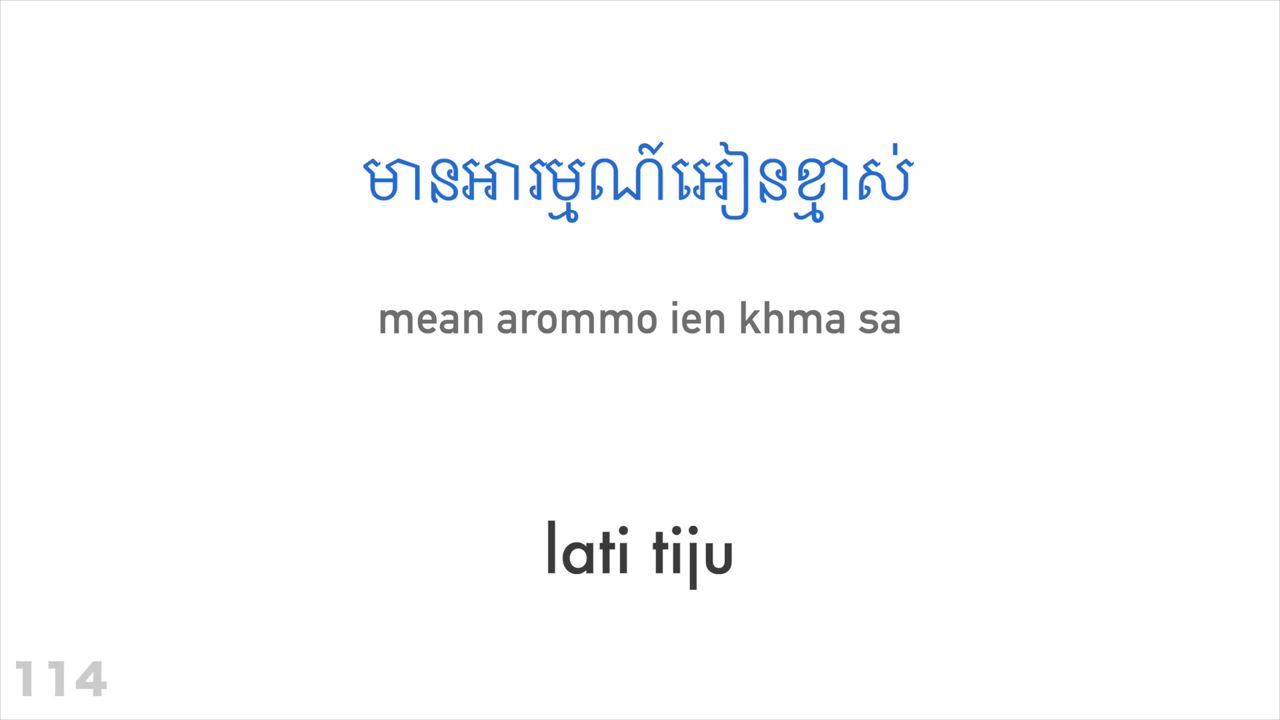 មានអារម្មណ៍អៀនខ្មាស់
mean arommo ien khma sa
lati tiju
114